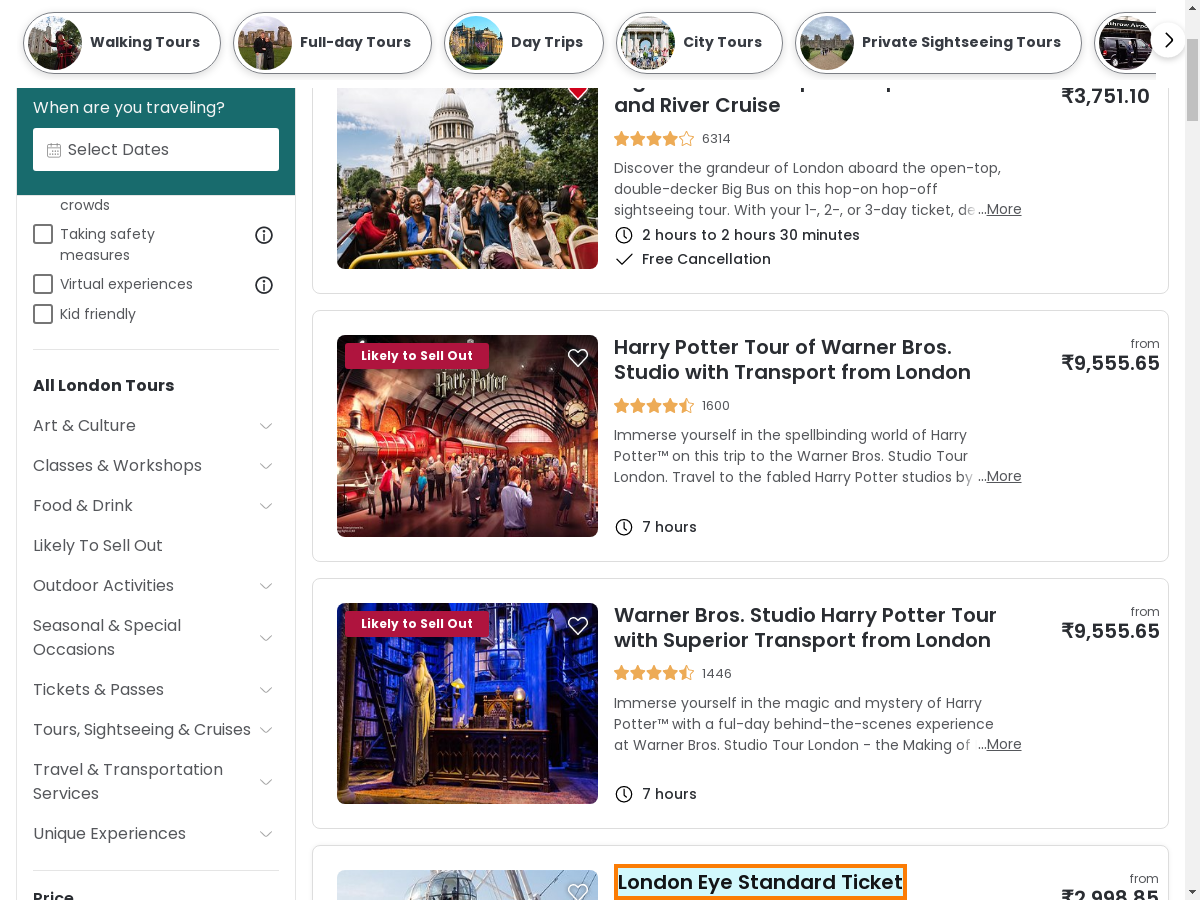 Walking Tours
Full-day Tours
Day Trips
City Tours
Private Sightseeing Tours
When are you traveling?
Select Dates
crowds
Taking safety
measures
Virtual experiences
Kid friendly
All London Tours
Art & Culture
Classes & Workshops
Food & Drink
Likely To Sell Out
Outdoor Activities
Seasonal & Special
Occasions
Tickets & Passes
Tours, Sightseeing & Cruises
Travel & Transportation
Services
Unique Experiences
Price
and River Cruise
₹3,751.10
6314
Discover the grandeur of London aboard the open-top,
double-decker Big Bus on this hop-on hop-off
sightseeing tour. With your 1-, 2-, or 3-day ticket, de ...More
2 hours to 2 hours 30 minutes
Free Cancellation
Likely to Sell Out
Harry Potter
Harry Potter Tour of Warner Bros.
Studio with Transport from London
from
₹9,555.65
1600
Immerse yourself in the spellbinding world of Harry
Potter™ on this trip to the Warner Bros. Studio Tour
London. Travel to the fabled Harry Potter studios by ...More
7 hours
Likely to Sell Out
Warner Bros. Studio Harry Potter Tour
with Superior Transport from London
from
₹9,555.65
1446
Immerse yourself in the magic and mystery of Harry
Potter™ with a ful-day behind-the-scenes experience
at Warner Bros. Studio Tour London - the Making of ...More
7 hours
London Eye Standard Ticket
from
₹2,998.85